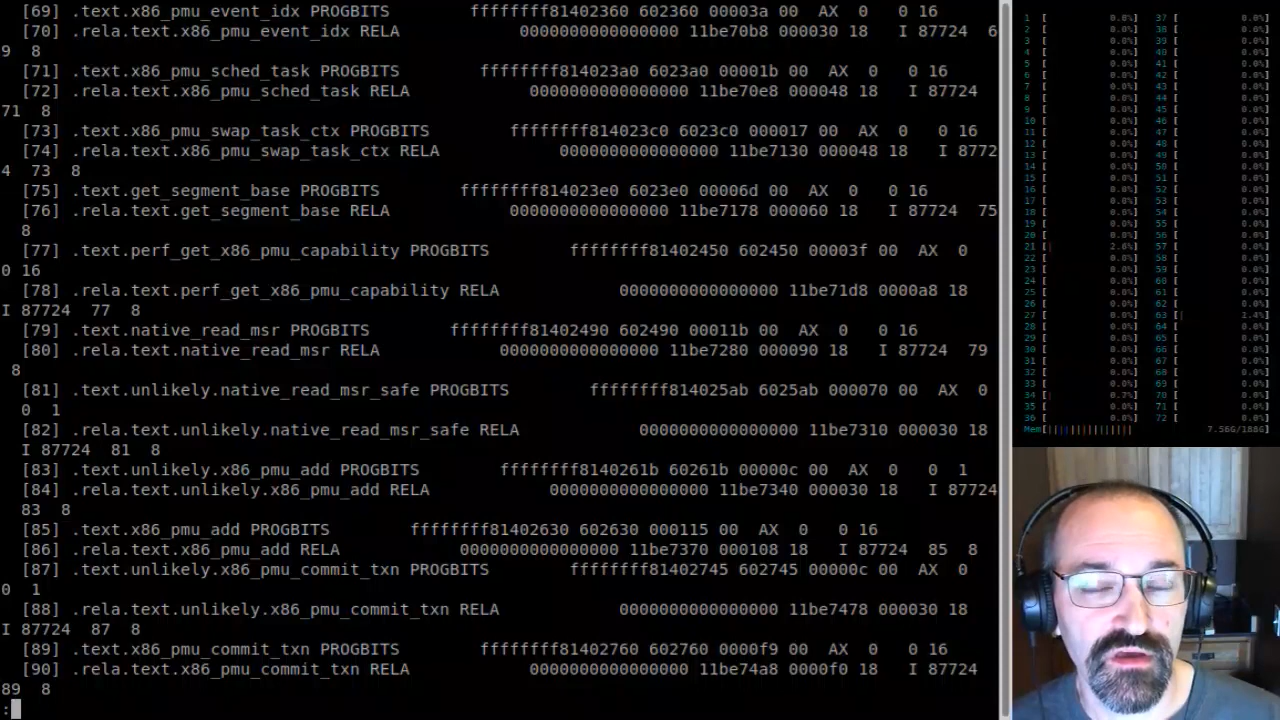 [69] .text.x86_pmu_event_idx PROGBITS ffffffff81402360 602360 00003a 00 AX 0 0 16
[70] .rela.text.x86_pmu_event_idx RELA 0000000000000000 11be70b8 000030 18 I 87724 6
9 8
[71] .text.x86_pmu_sched_task PROGBITS ffffffff814023a0 6023a0 00001b 00 AX 0 0 16
[72] .rela.text.x86_pmu_sched_task RELA 0000000000000000 11be70e8 000048 18 I 87724
71 8
[73] .text.x86_pmu_swap_task_ctx PROGBITS ffffffff814023c0 6023c0 000017 00 AX 0 0 16
[74] .rela.text.x86_pmu_swap_task_ctx RELA 0000000000000000 11be7130 000048 18 I 8772
4 73 8
[75] .text.get_segment_base PROGBITS ffffffff814023e0 6023e0 00006d 00 AX 0 0 16
[76] .rela.text.get_segment_base RELA 0000000000000000 11be7178 000060 18 I 87724 75
8
[77] .text.perf_get_x86_pmu_capability PROGBITS ffffffff81402450 602450 00003f 00 AX 0
0 16
[78] .rela.text.perf_get_x86_pmu_capability RELA 0000000000000000 11be71d8 0000a8 18
I 87724 77 8
[79] .text.native_read_msr PROGBITS ffffffff81402490 602490 00011b 00 AX 0 0 16
[80] .rela.text.native_read_msr RELA 0000000000000000 11be7280 000090 18 I 87724 79
8
[81] .text.unlikely.native_read_msr_safe PROGBITS ffffffff814025ab 6025ab 000070 00 AX 0
0 1
[82] .rela.text.unlikely.native_read_msr_safe RELA 0000000000000000 11be7310 000030 18
I 87724 81 8
[83] .text.unlikely.x86_pmu_add PROGBITS ffffffff8140261b 60261b 00000c 00 AX 0 0 1
[84] .rela.text.unlikely.x86_pmu_add RELA 0000000000000000 11be7340 000030 18 I 87724
83 8
[85] .text.x86_pmu_add PROGBITS ffffffff81402630 602630 000115 00 AX 0 0 16
[86] .rela.text.x86_pmu_add RELA 0000000000000000 11be7370 000108 18 I 87724 85 8
[87] .text.unlikely.x86_pmu_commit_txn PROGBITS ffffffff81402745 602745 00000c 00 AX 0
0 1
[88] .rela.text.unlikely.x86_pmu_commit_txn RELA 0000000000000000 11be7478 000030 18
I 87724 87 8
[89] .text.x86_pmu_commit_txn PROGBITS ffffffff81402760 602760 0000f9 00 AX 0 0 16
[90] .rela.text.x86_pmu_commit_txn RELA 0000000000000000 11be74a8 0000f0 18 I 87724
89 8
:
Mem[ 7.56G/188G]